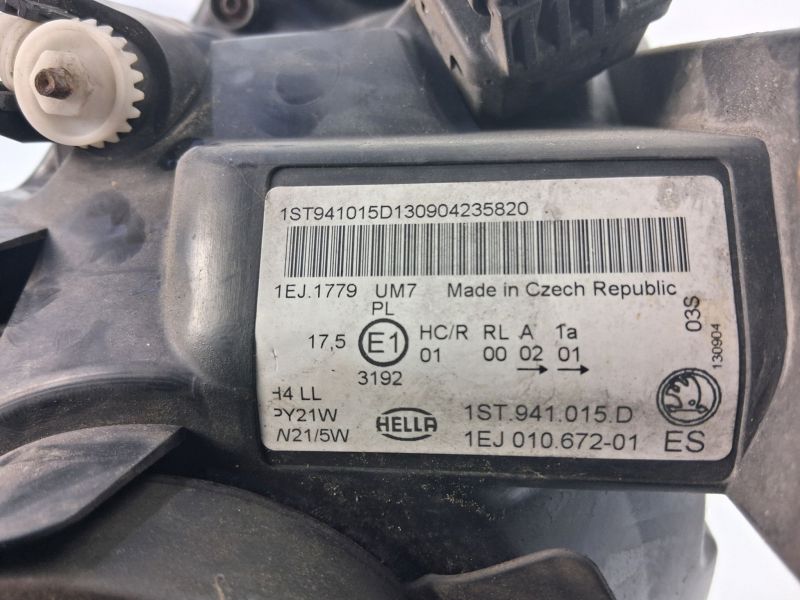 1ST941015D130904235820
1EJ.1779 UM7 Made in Czech Republic
PL
17,5 E1 HC/R RL A 1a
01 00 02 01
3192
H4 LL
PY21W
W21/5W
HELLA
1ST.941.015.D
1EJ 010.672-01
ES
03S
130904